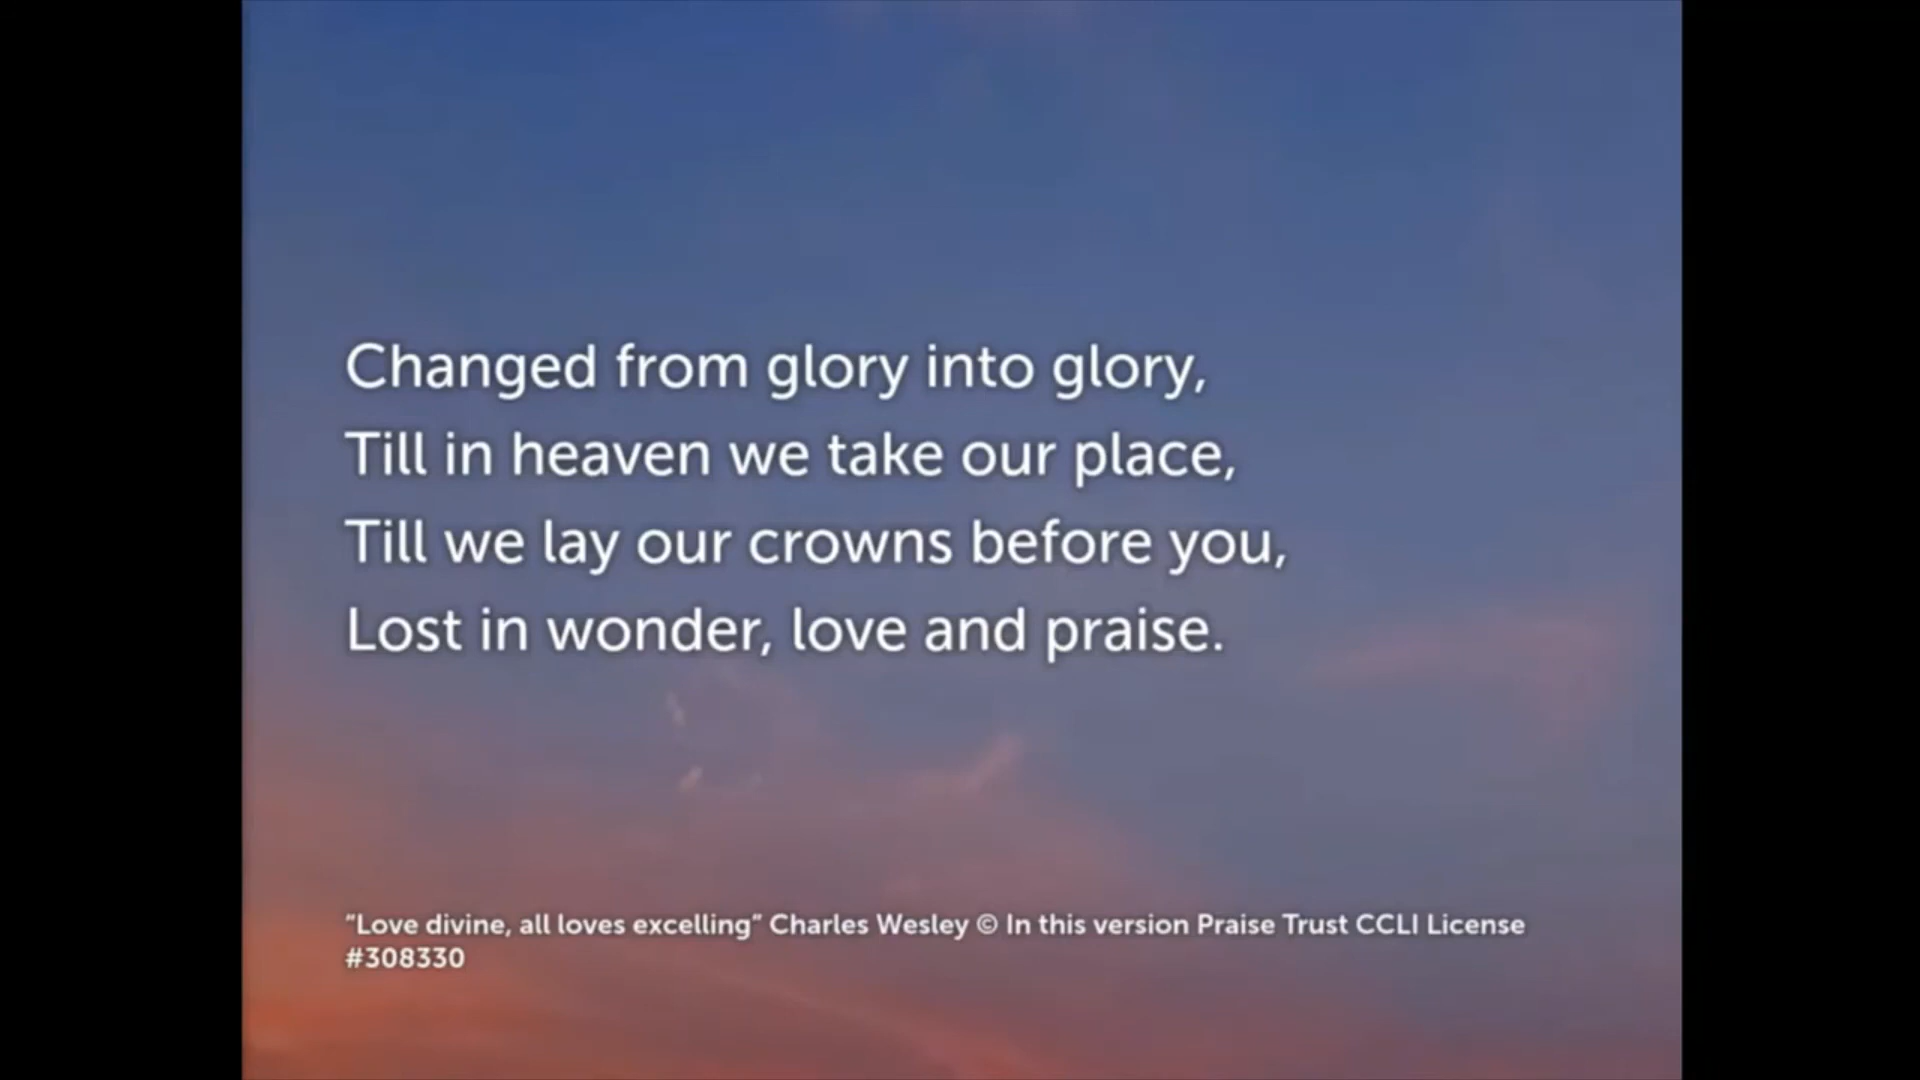 Changed from glory into glory,
Till in heaven we take our place,
Till we lay our crowns before you,
Lost in wonder, love and praise.
"Love divine, all loves excelling" Charles Wesley © In this version Praise Trust CCLI License
#308330